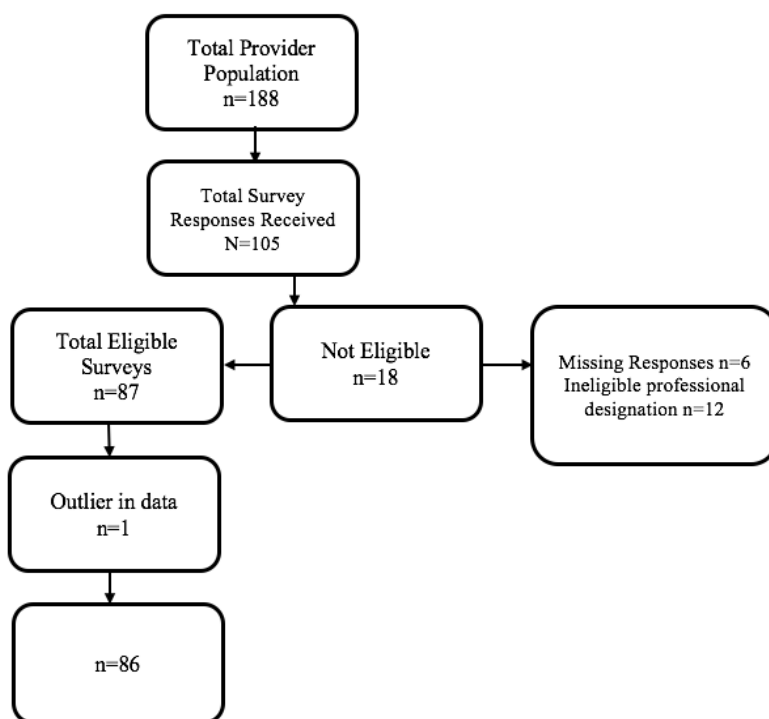 Total Provider
Population
n=188
Total Survey
Responses Received
N=105
Total Eligible
Surveys
n=87
Not Eligible
n=18
Missing Responses n=6
Ineligible professional
designation n=12
Outlier in data
n=1
n=86